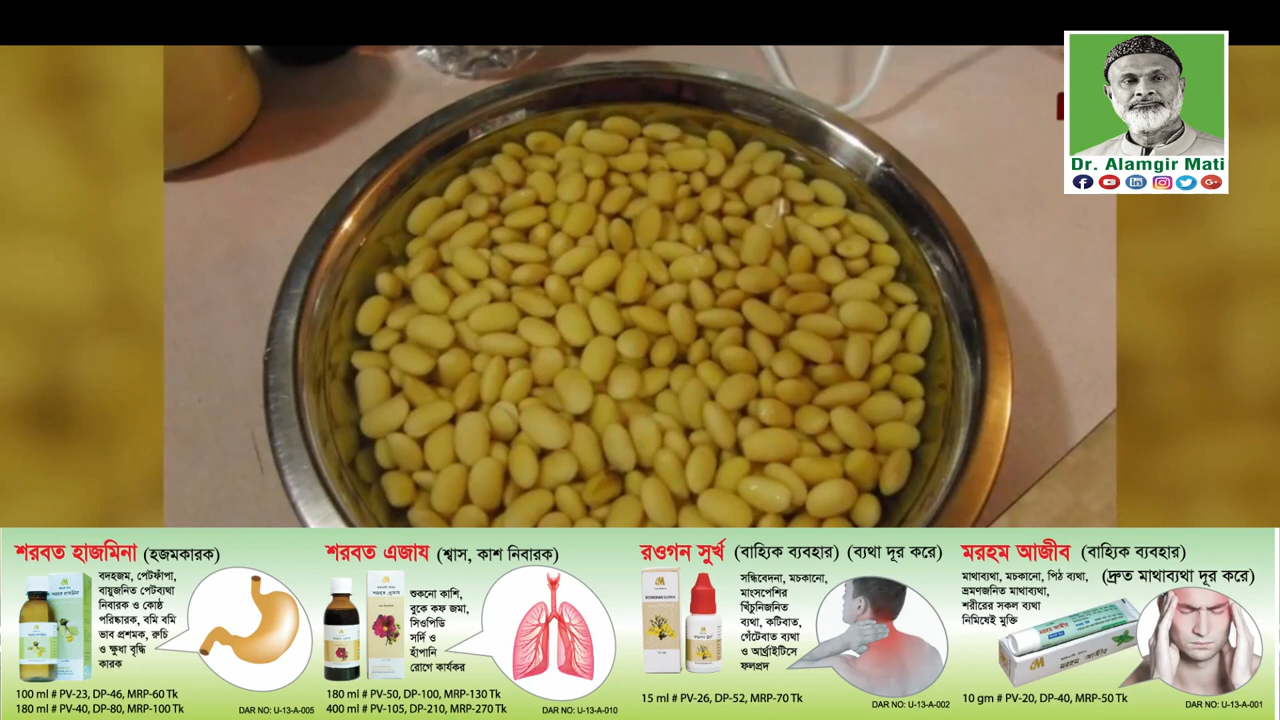 Dr. Alamgir Mati
শরবত হাজমিনা (হজমকারক)
বদহজম, পেটফাঁপা,
বায়ুজনিত পেটব্যথা
নিবারক ও কোষ্ঠ
পরিষ্কারক, বমি বমি
ভাব প্রশমক, রুচি
ও ক্ষুধা বৃদ্ধি
কারক
100 ml # PV-23, DP-46, MRP-60 Tk
180 ml # PV-40, DP-80, MRP-100 Tk
DAR NO: U-13-A-005
শরবত এজায (শ্বাস, কাশ নিবারক)
শুকনো কাশি,
বুকে কফ জমা,
সিওপিডি
সর্দি ও
হাঁপানি
রোগে কার্যকর
180 ml # PV-50, DP-100, MRP-130 Tk
400 ml # PV-105, DP-210, MRP-270 Tk
DAR NO: U-13-A-010
রওগন সুর্খ (বাহ্যিক ব্যবহার) (ব্যথা দূর করে)
সন্ধিবেদনা, মচকানো,
মাংসপেশির
খিঁচুনিজনিত
ব্যথা, কটিবাত,
গেঁটেবাত ব্যথা
ও আর্থ্রাইটিসে
ফলপ্রদ
15 ml # PV-26, DP-52, MRP-70 Tk
DAR NO: U-13-A-002
মরহম আজীব (বাহ্যিক ব্যবহার)
(দ্রুত মাথাব্যথা দূর করে)
মাথাব্যথা, মচকানো, পিঠ ব্যথা,
ভ্রমণজনিত মাথাব্যথা,
শরীরের সকল ব্যথা
নিমিষেই মুক্তি
মরহম আজীব
10 gm # PV-20, DP-40, MRP-50 Tk
DAR NO: U-13-A-001